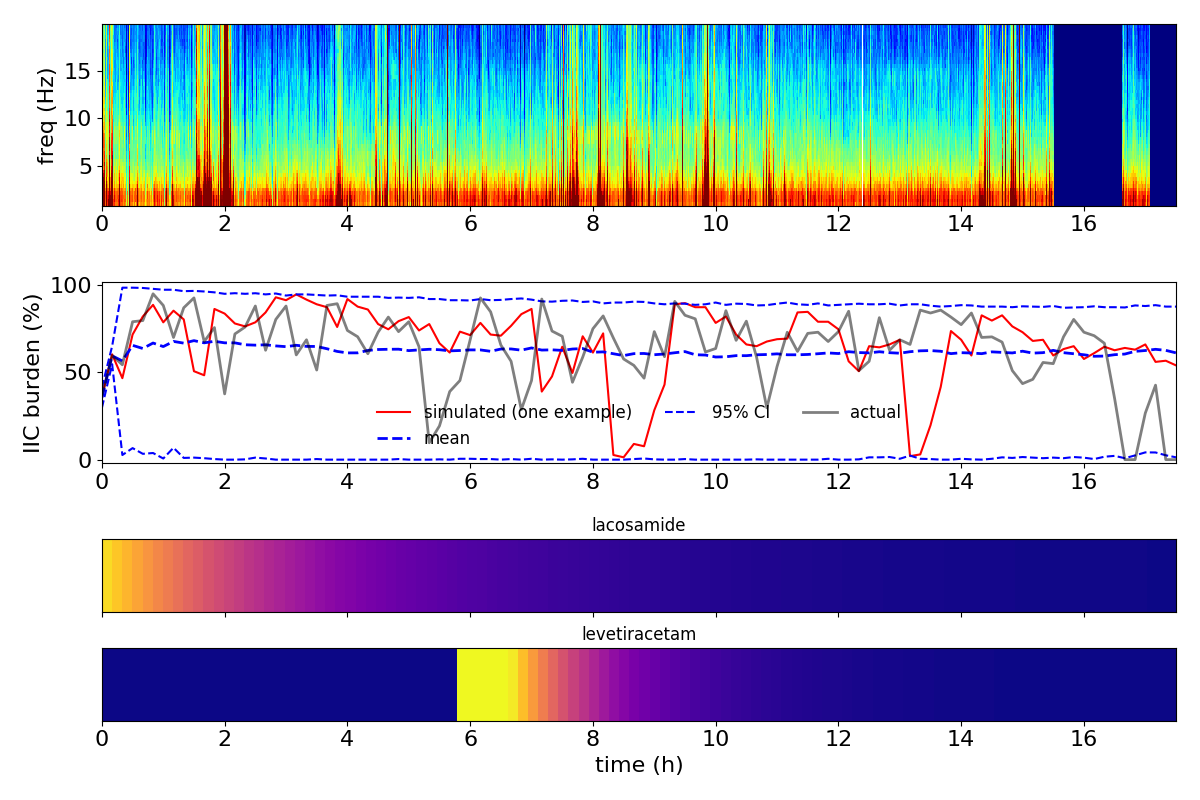 freq (Hz)
15
10
5
0 2 4 6 8 10 12 14 16
IIC burden (%)
100
50
0
simulated (one example) 95% CI actual
mean
0 2 4 6 8 10 12 14 16
lacosamide
levetiracetam
0 2 4 6 8 10 12 14 16
time (h)